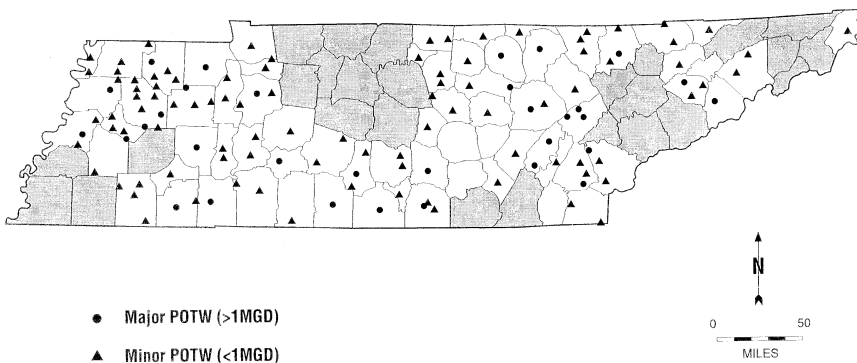 N
● Major POTW (>1MGD)
▲ Minor POTW (<1MGD)
0 50
MILES